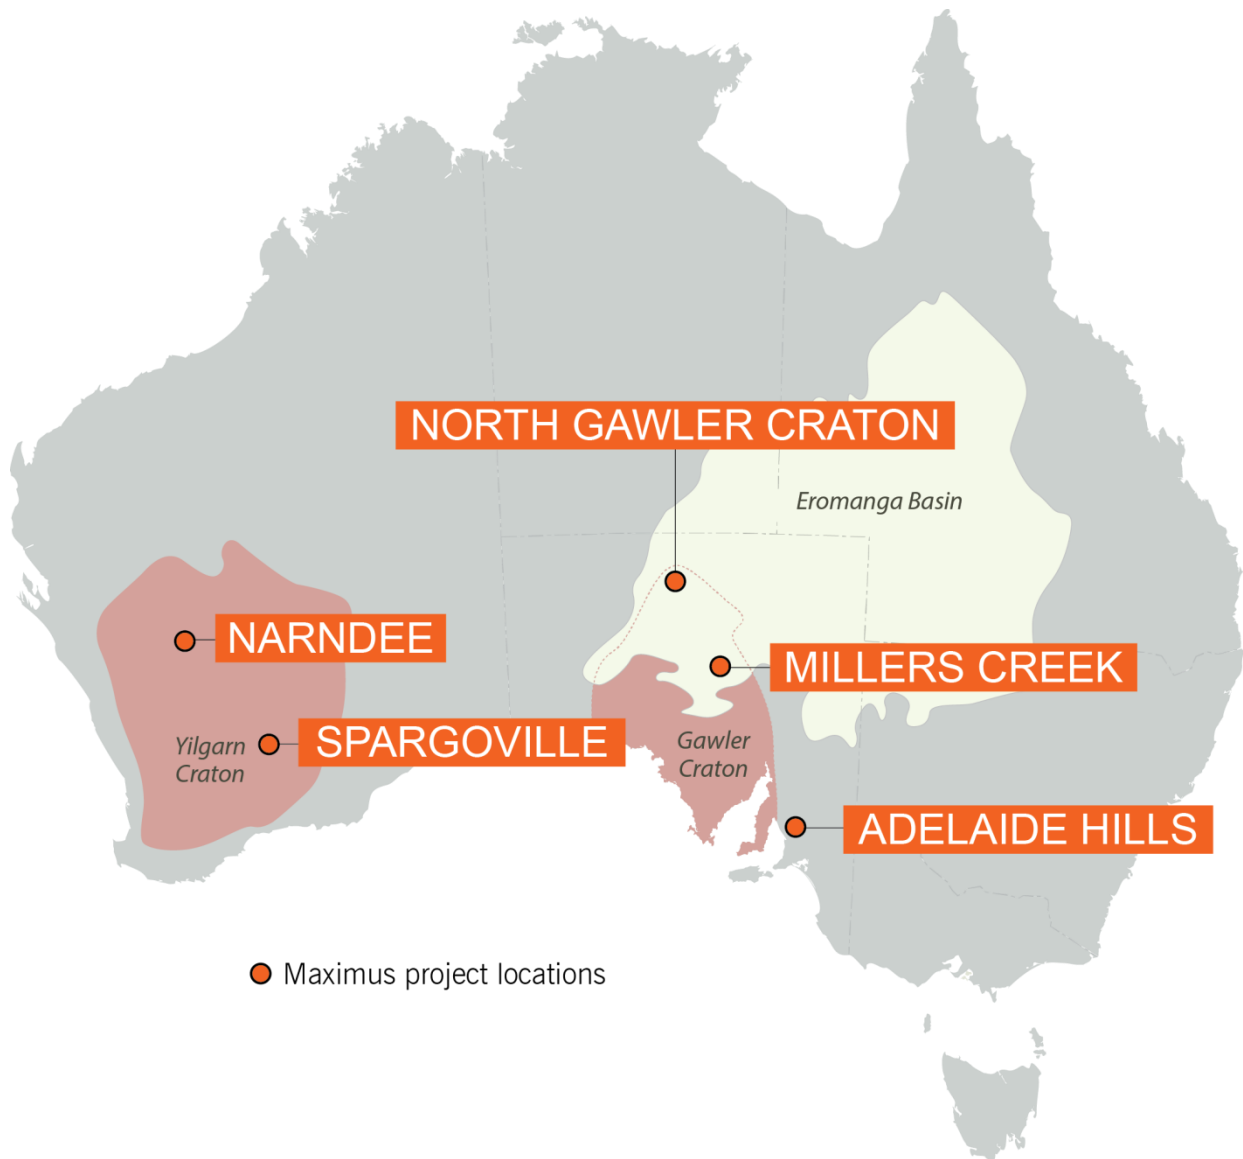 NORTH GAWLER CRATON
Eromanga Basin
NARNDEE
MILLERS CREEK
SPARGOVILLE
Yilgarn
Craton
Gawler
Craton
ADELAIDE HILLS
Maximus project locations